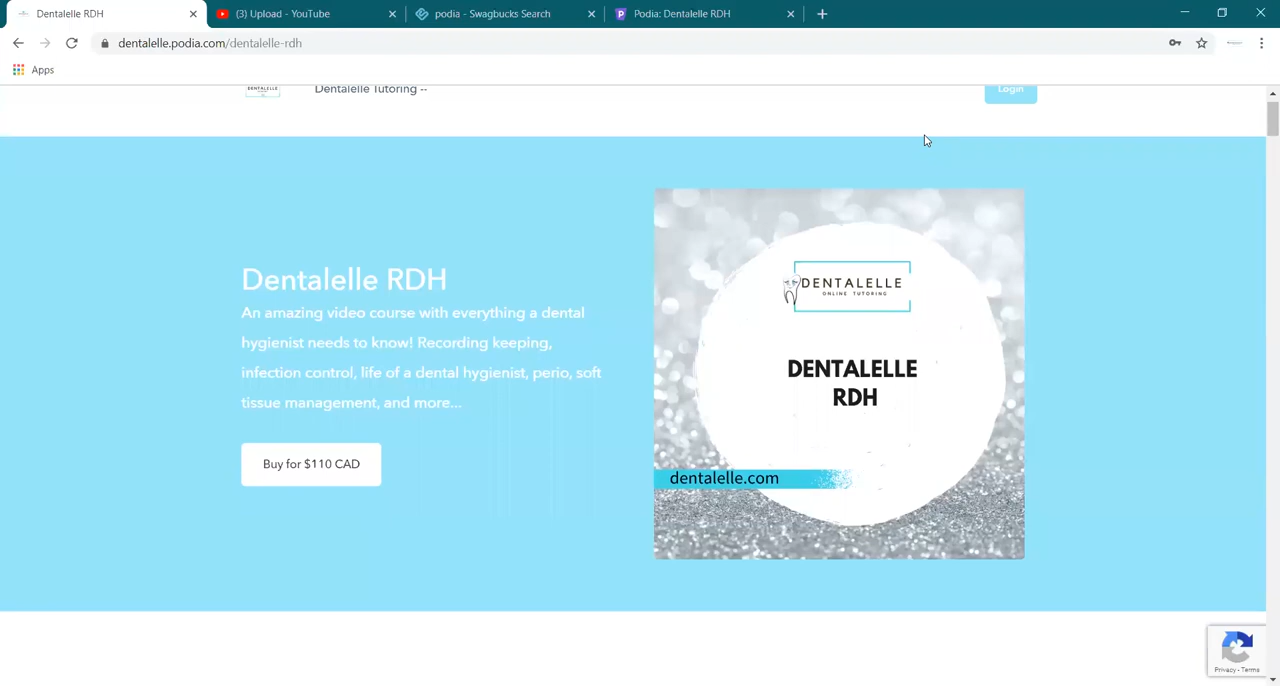 Dentalelle RDH
(3) Upload - YouTube
podia - Swagbucks Search
Podia: Dentalelle RDH
dentalelle.podia.com/dentalelle-rdh
Apps
DENTALELLE
Dentalelle Tutoring --
Login
Dentalelle RDH
An amazing video course with everything a dental
hygienist needs to know! Recording keeping,
infection control, life of a dental hygienist, perio, soft
tissue management, and more...
Buy for $110 CAD
DENTALELLE
ONLINE TUTORING
DENTALELLE
RDH
dentalelle.com
Privacy - Terms